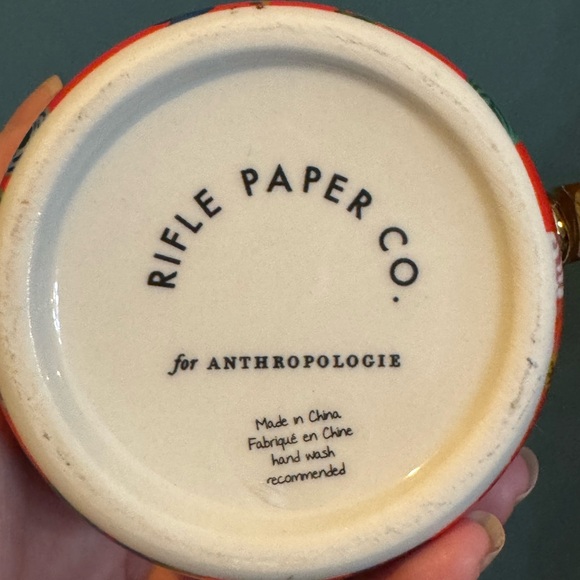 RIFLE PAPER CO.
for ANTHROPOLOGIE
Made in China
Fabriqué en Chine
hand wash
recommended